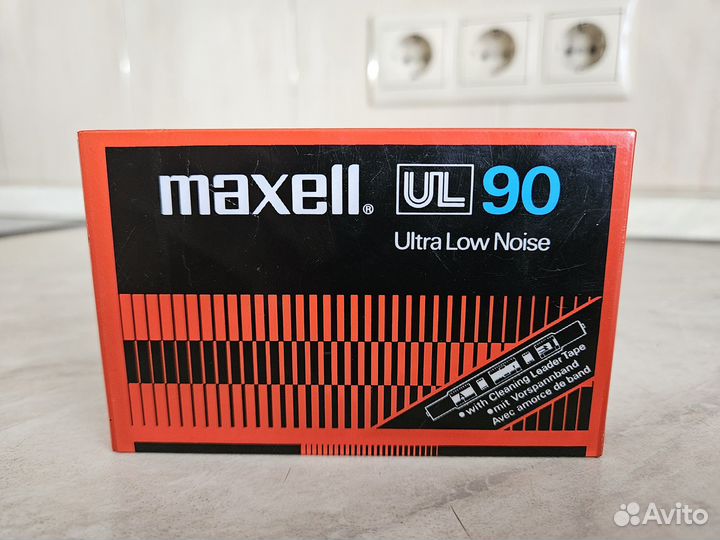 maxell® UL 90
Ultra Low Noise
• with Cleaning Leader Tape
• mit Vorspannband
Avec amorce de band
Avito